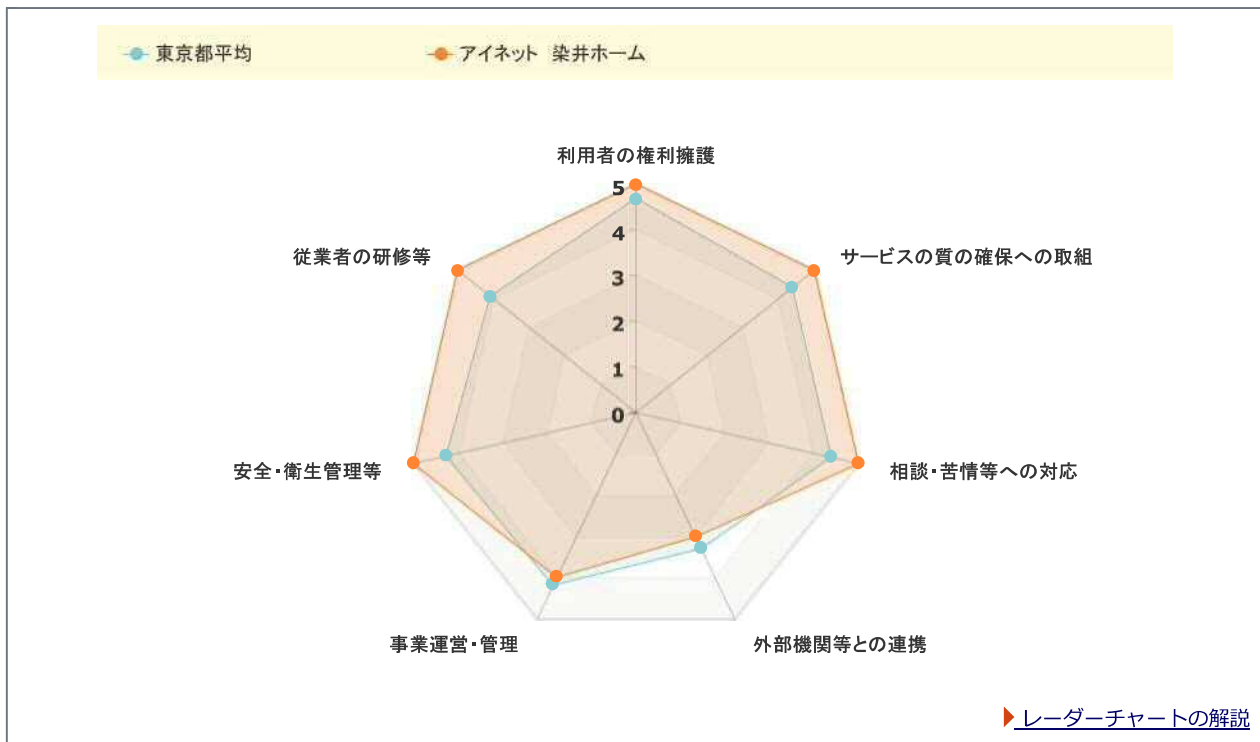 東京都平均
アイネット 染井ホーム
利用者の権利擁護
5
4
3
2
1
0
従業者の研修等
サービスの質の確保への取組
安全・衛生管理等
相談・苦情等への対応
事業運営・管理
外部機関等との連携
レーダーチャートの解説